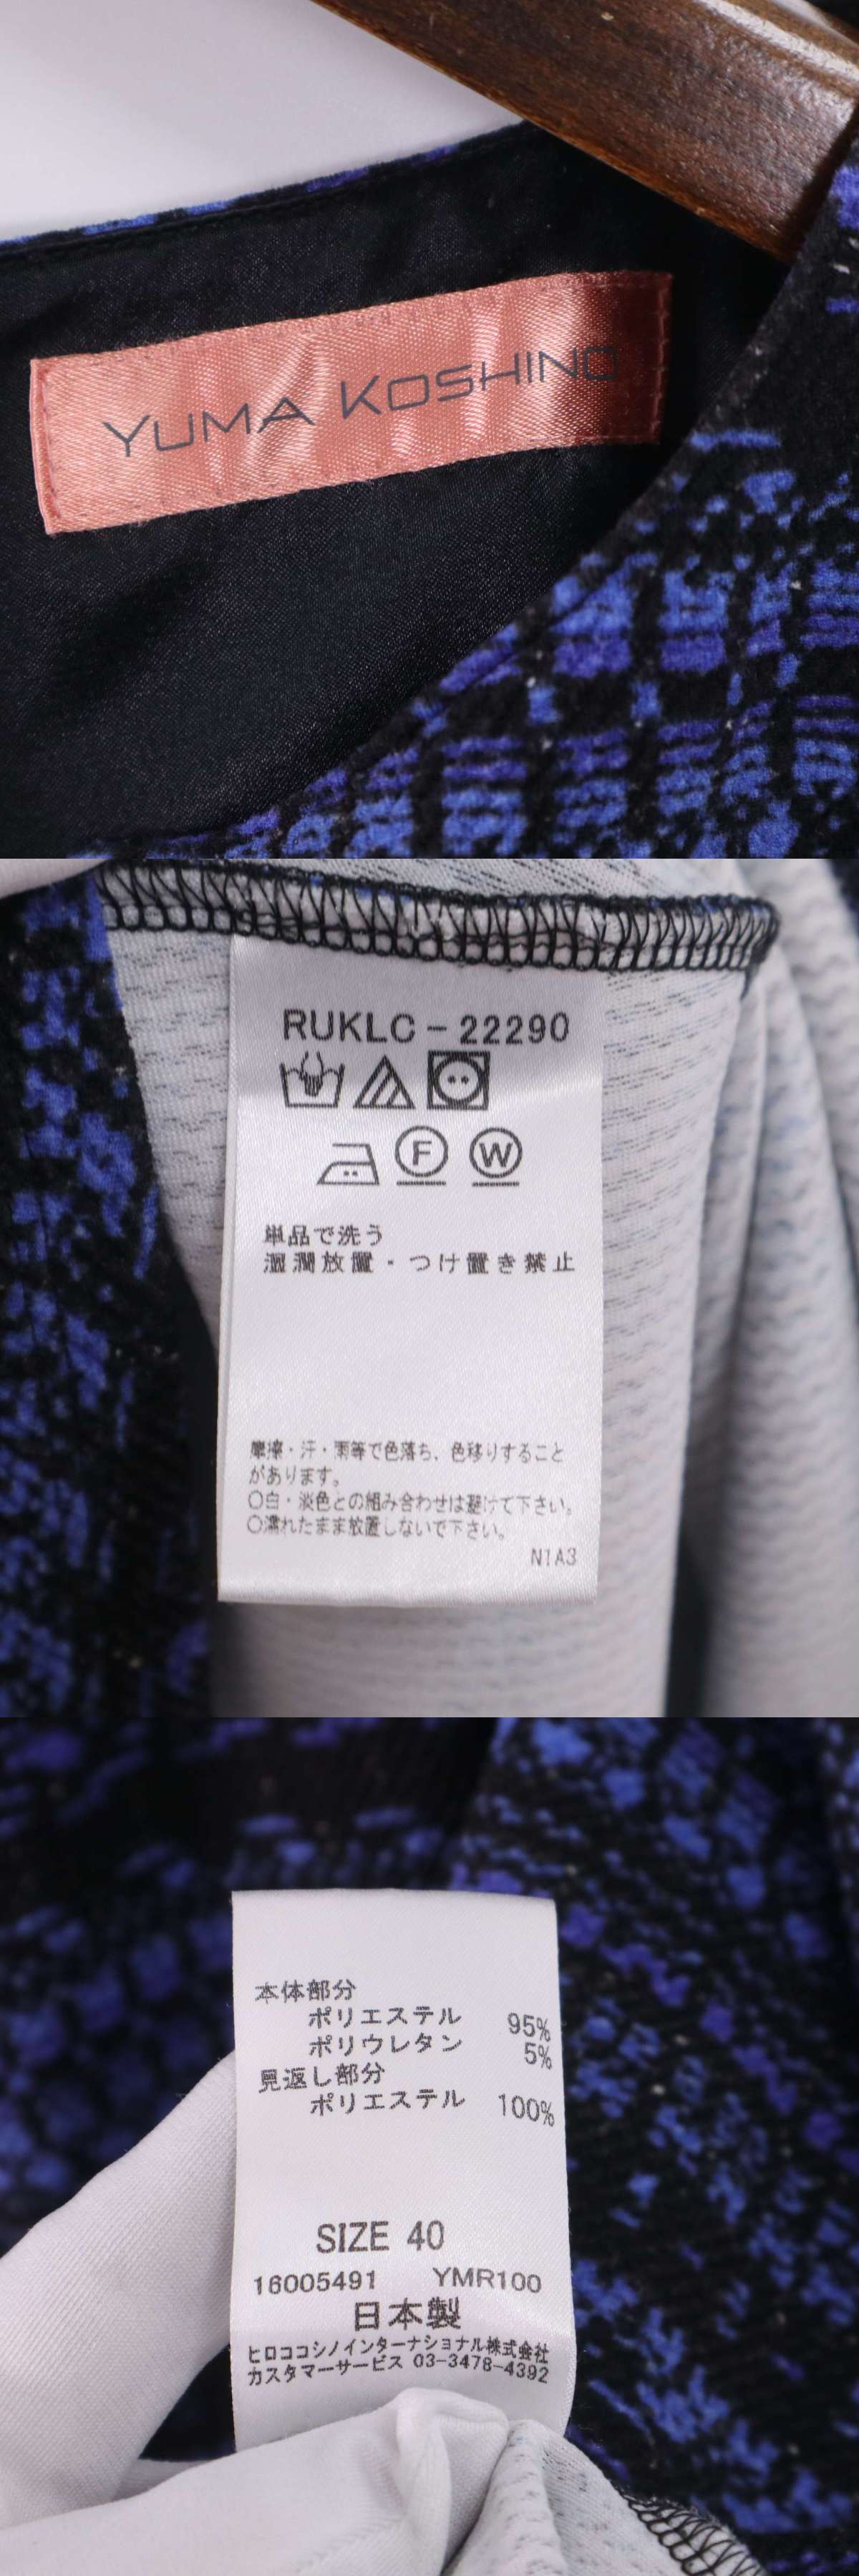 YUMA KOSHINO
RUKLC-22290
F W
単品で洗う
湿潤放置・つけ置き禁止
摩擦・汗・雨等で色落ち、色移りすること
があります。
○白・淡色との組み合わせは避けて下さい。
○濡れたまま放置しないで下さい。
N1A3
本体部分
ポリエステル 95%
ポリウレタン 5%
見返し部分
ポリエステル 100%
SIZE 40
16005491 YMR100
日本製
ヒロココシノインターナショナル株式会社
カスタマーサービス 03-3478-4392